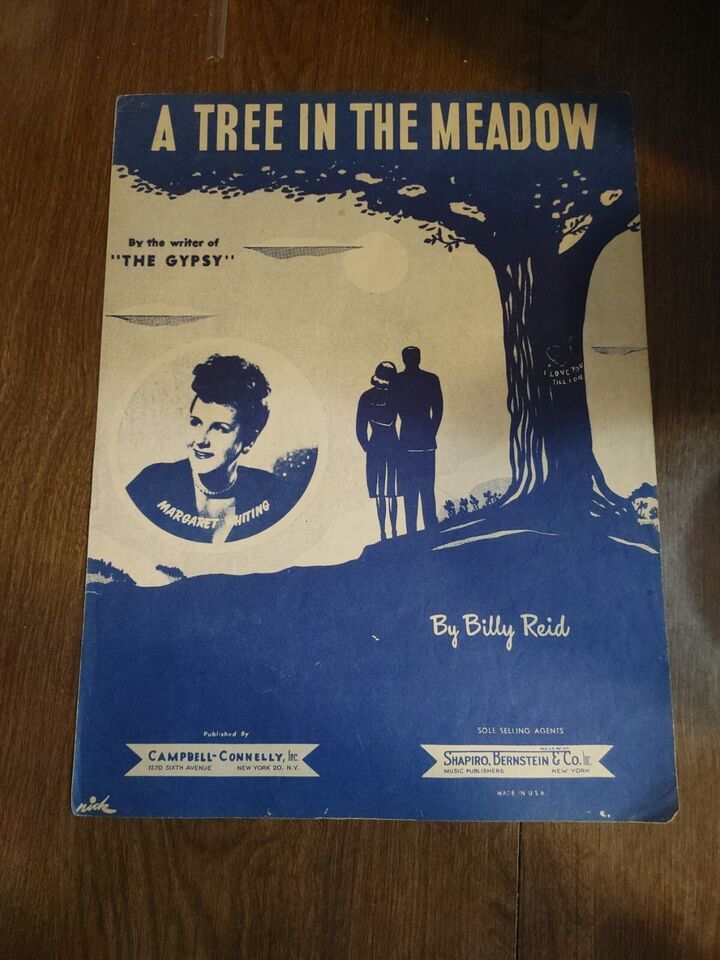 A TREE IN THE MEADOW
By the writer of
"THE GYPSY"
I LOVE YOU
TILL I DIE
MARGARET WHITING
By Billy Reid
Published By
CAMPBELL-CONNELLY, Inc.
1270 SIXTH AVENUE NEW YORK 20. N.Y.
SOLE SELLING AGENTS
SHAPIRO, BERNSTEIN & CO. Inc.
MUSIC PUBLISHERS NEW YORK
MADE IN U.S.A.
nick